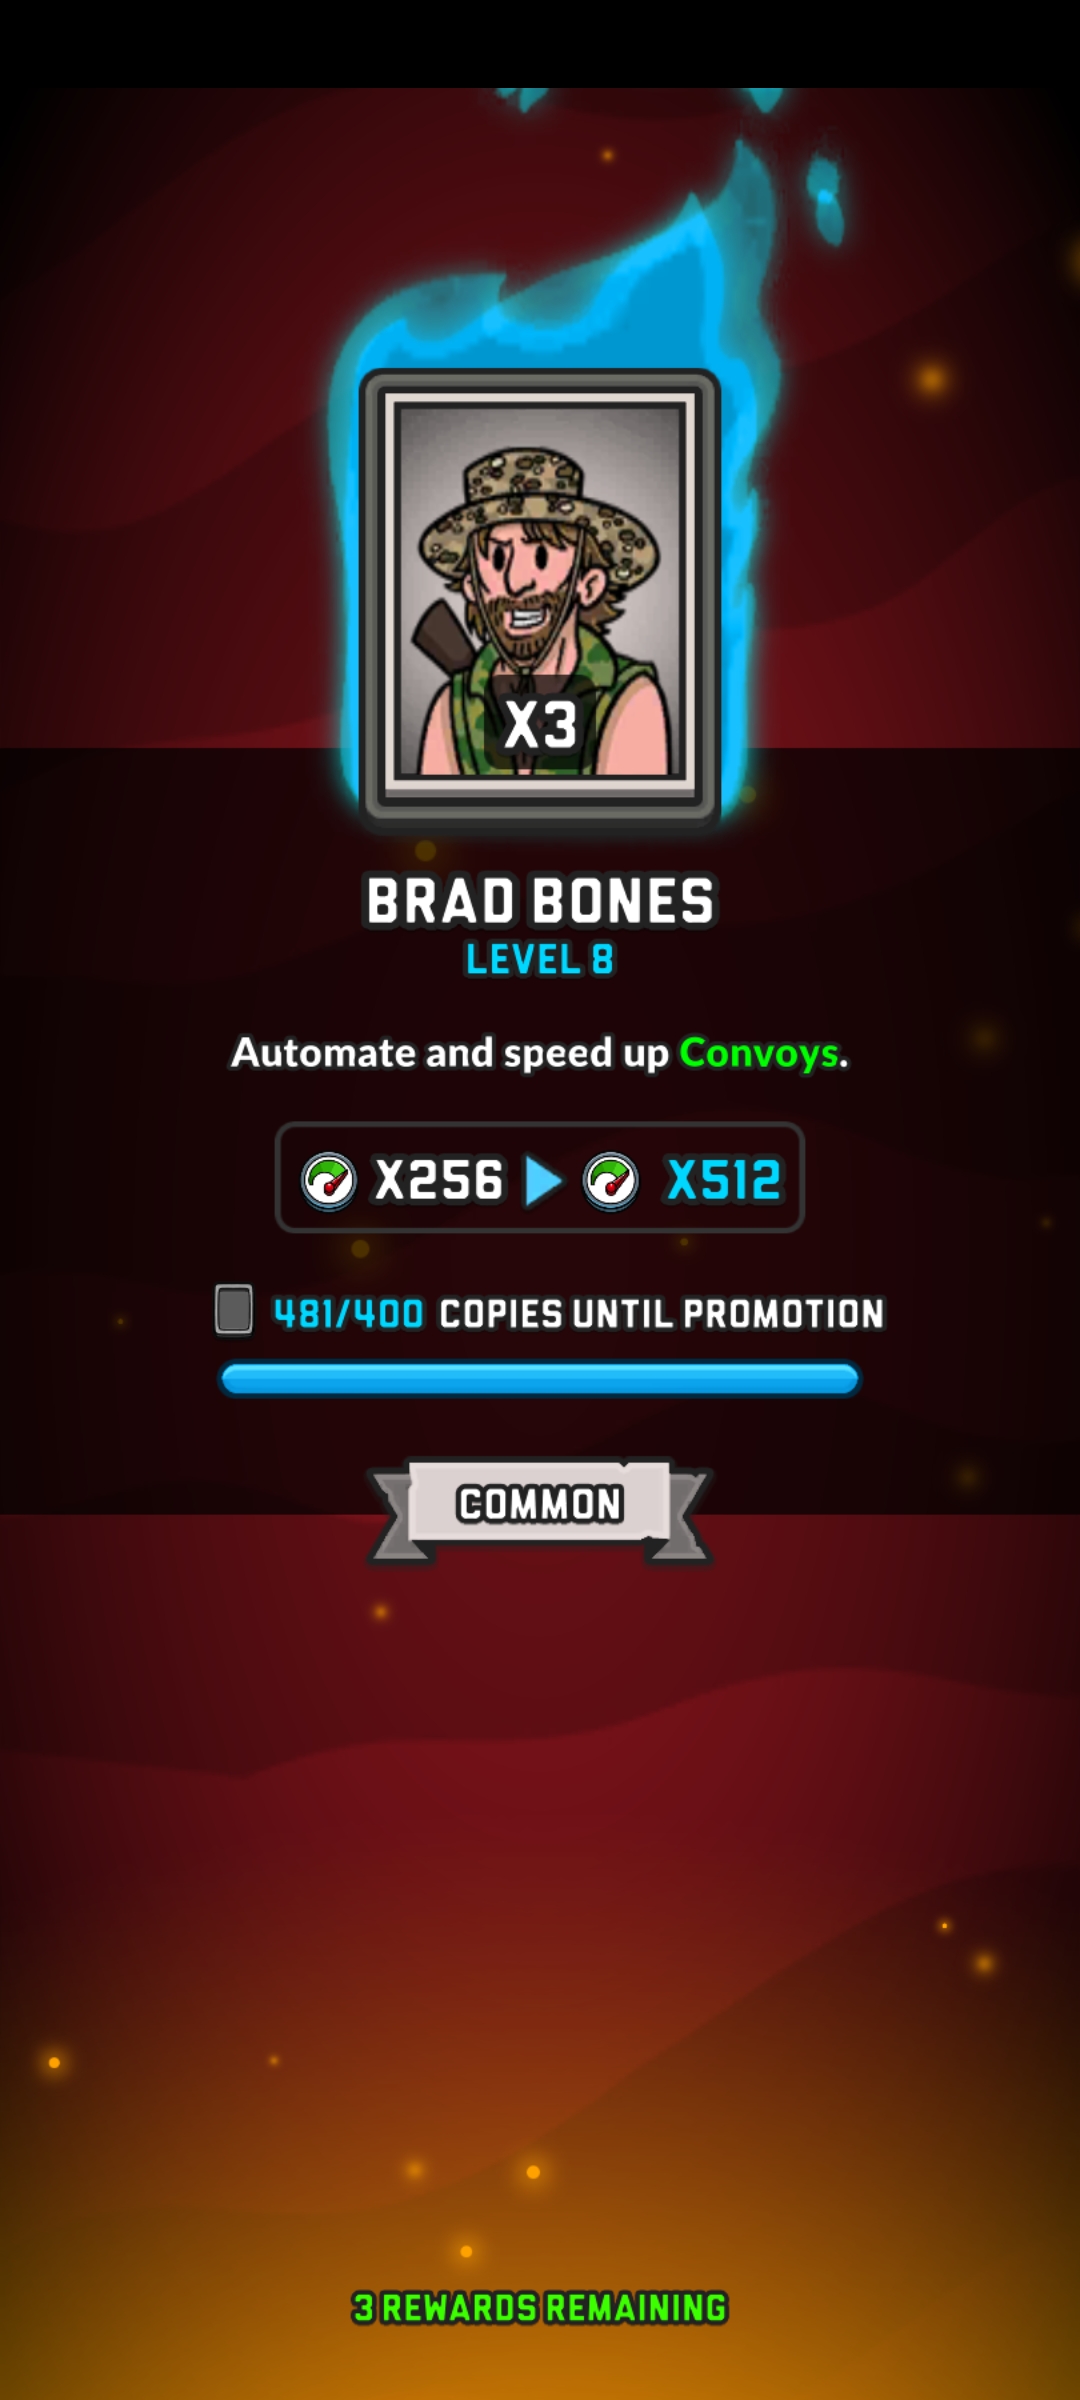 X3
BRAD BONES
LEVEL 8
Automate and speed up Convoys.
X256 X512
481/400 COPIES UNTIL PROMOTION
COMMON
3 REWARDS REMAINING